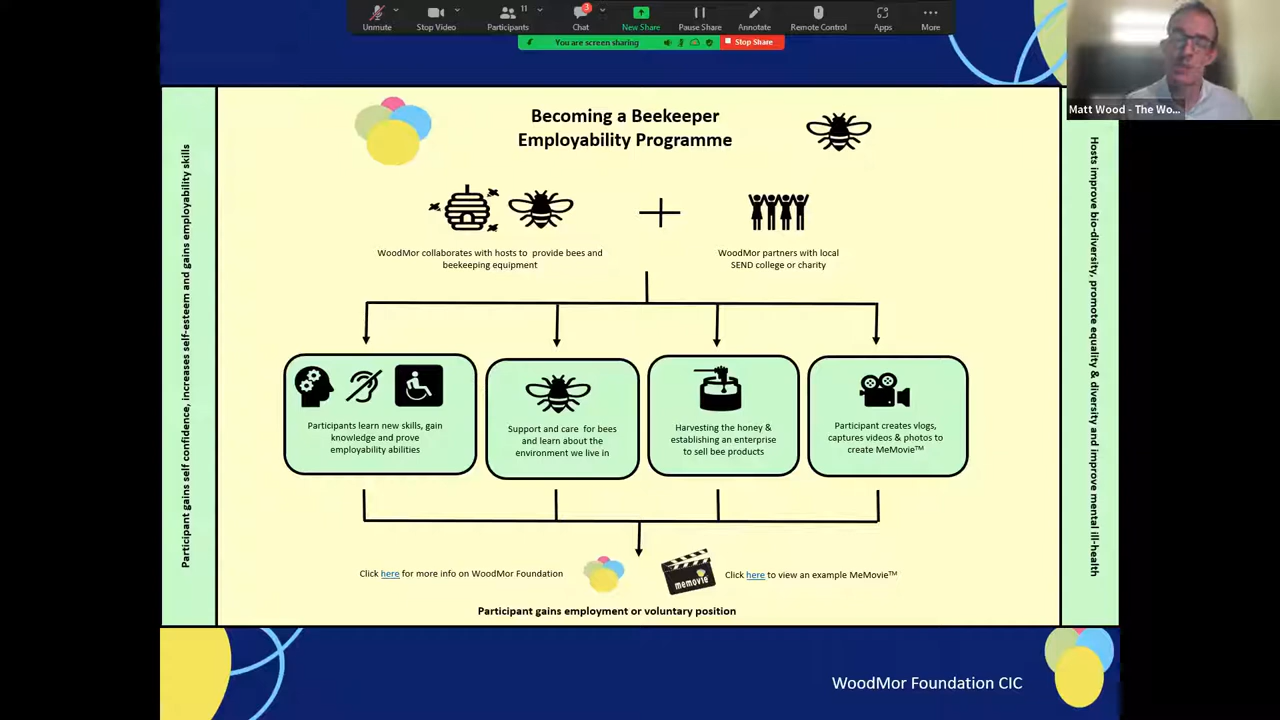 Unmute
Stop Video
11
Participants
3
Chat
New Share
Pause Share
Annotate
Remote Control
Apps
More
You are screen sharing
Stop Share
Matt Wood - The Wo...
Becoming a Beekeeper
Employability Programme
WoodMor collaborates with hosts to provide bees and
beekeeping equipment
WoodMor partners with local
SEND college or charity
Participants learn new skills, gain
knowledge and prove
employability abilities
Support and care for bees
and learn about the
environment we live in
Harvesting the honey &
establishing an enterprise
to sell bee products
Participant creates vlogs,
captures videos & photos to
create MeMovie™
Click here for more info on WoodMor Foundation
memovie
Click here to view an example MeMovie™
Participant gains employment or voluntary position
Participant gains self confidence, increases self-esteem and gains employability skills
Hosts improve bio-diversity, promote equality & diversity and improve mental ill-health
WoodMor Foundation CIC